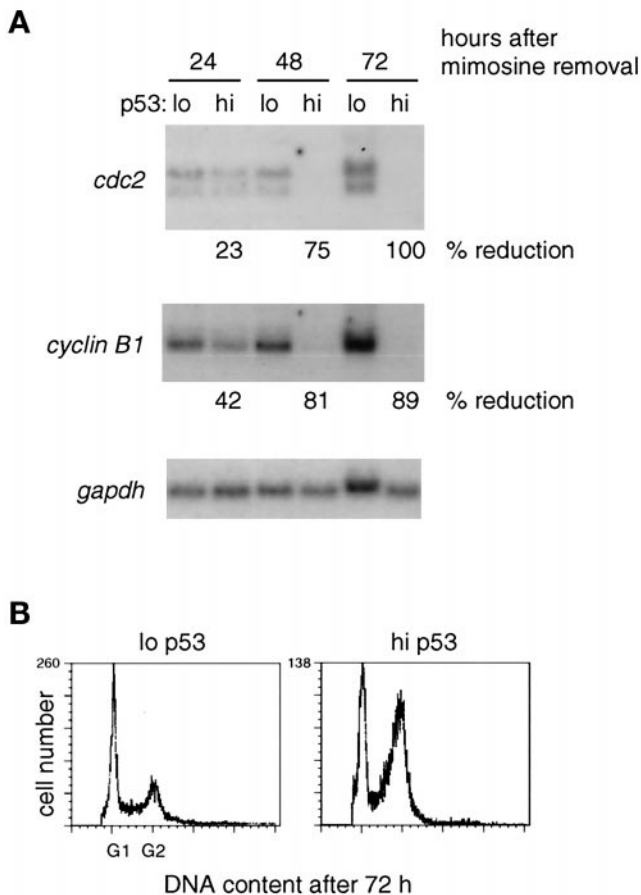 A
hours after
24 48 72 mimosine removal
p53: lo hi lo hi lo hi
cdc2
23 75 100 % reduction
cyclin B1
42 81 89 % reduction
gapdh
B
lo p53 hi p53
260 138
cell number
G1 G2
DNA content after 72 h